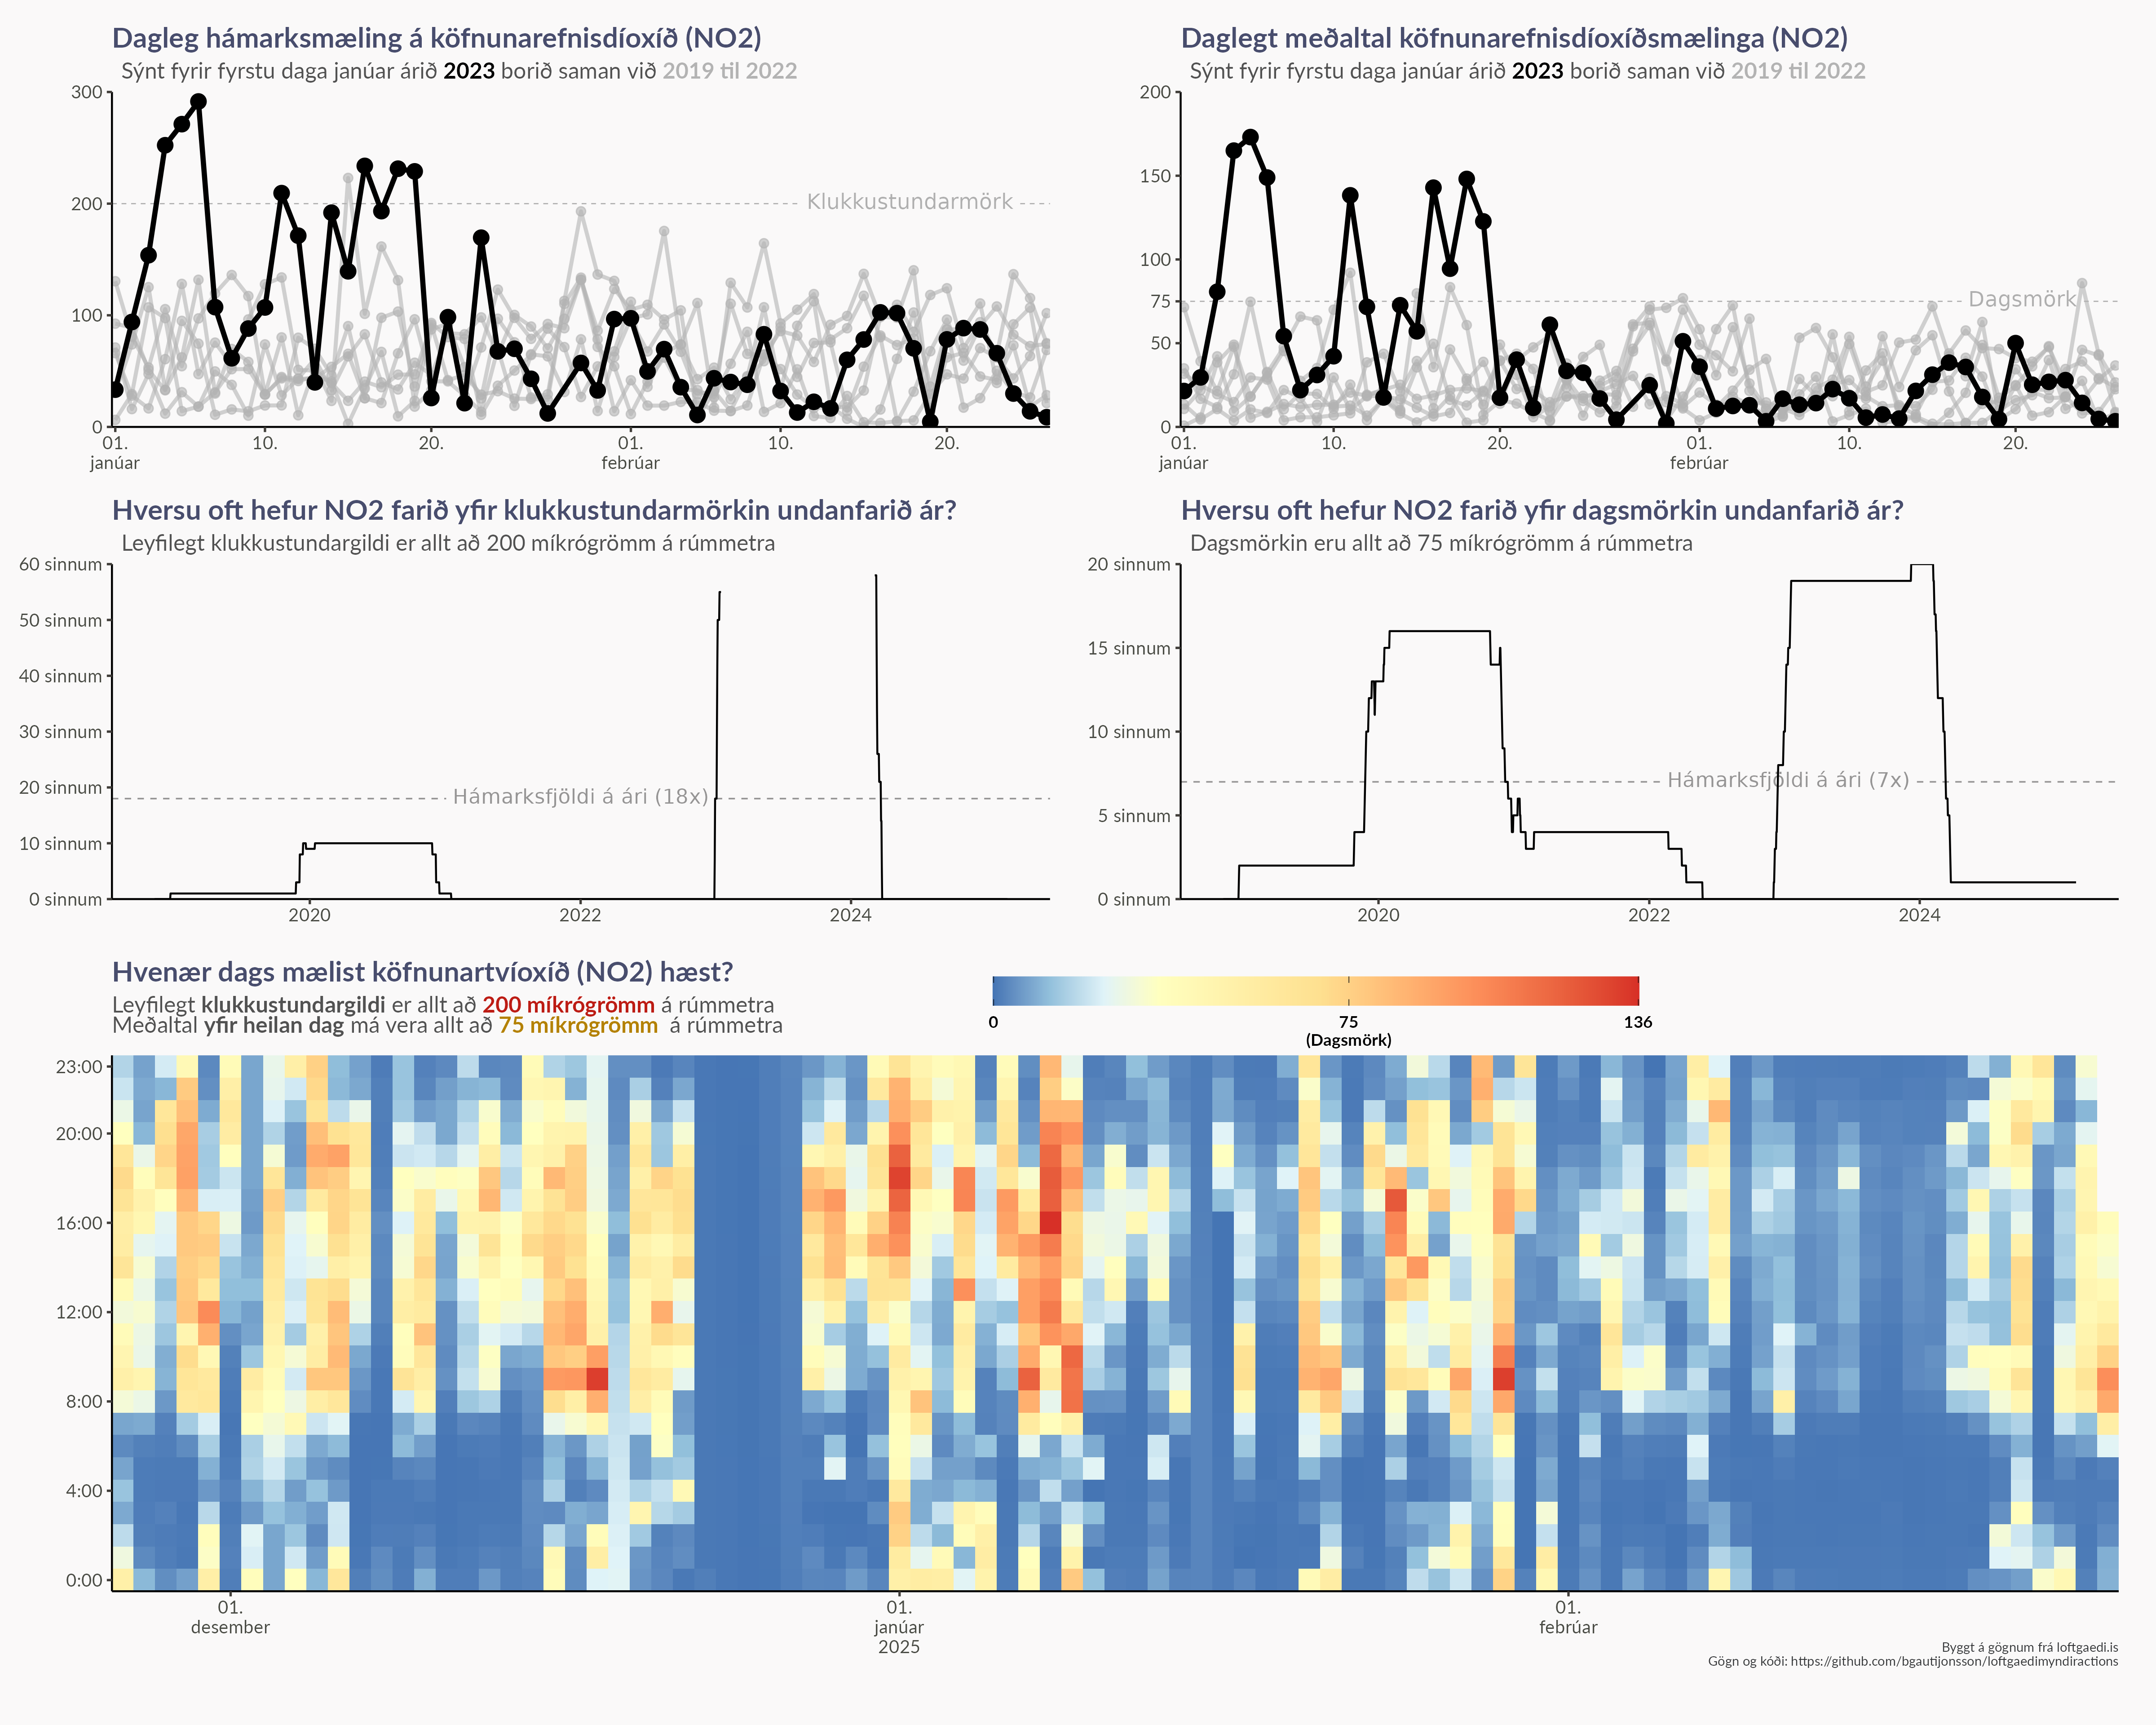 Dagleg hámarksmæling á köfnunarefnisdíoxíð (NO2)
Sýnt fyrir fyrstu daga janúar árið 2023 borið saman við 2019 til 2022
300
200
100
0
Klukkustundarmörk
01.
janúar
10.
20.
01.
febrúar
10.
20.
Daglegt meðaltal köfnunarefnisdíoxíðsmælinga (NO2)
Sýnt fyrir fyrstu daga janúar árið 2023 borið saman við 2019 til 2022
200
150
100
75
50
0
Dagsmörk
01.
janúar
10.
20.
01.
febrúar
10.
20.
Hversu oft hefur NO2 farið yfir klukkustundarmörkin undanfarið ár?
Leyfilegt klukkustundargildi er allt að 200 míkrógrömm á rúmmetra
60 sinnum
50 sinnum
40 sinnum
30 sinnum
20 sinnum
10 sinnum
0 sinnum
Hámarksfjöldi á ári (18x)
2020
2022
2024
Hversu oft hefur NO2 farið yfir dagsmörkin undanfarið ár?
Dagsmörkin eru allt að 75 míkrógrömm á rúmmetra
20 sinnum
15 sinnum
10 sinnum
5 sinnum
0 sinnum
Hámarksfjöldi á ári (7x)
2020
2022
2024
Hvenær dags mælist köfnunartvíoxíð (NO2) hæst?
Leyfilegt klukkustundargildi er allt að 200 míkrógrömm á rúmmetra
Meðaltal yfir heilan dag má vera allt að 75 míkrógrömm á rúmmetra
0
75
(Dagsmörk)
136
23:00
20:00
16:00
12:00
8:00
4:00
0:00
01.
desember
01.
janúar
2025
01.
febrúar
Byggt á gögnum frá loftgaedi.is
Gögn og kóði: https://github.com/bgautijonsson/loftgaedimyndiractions